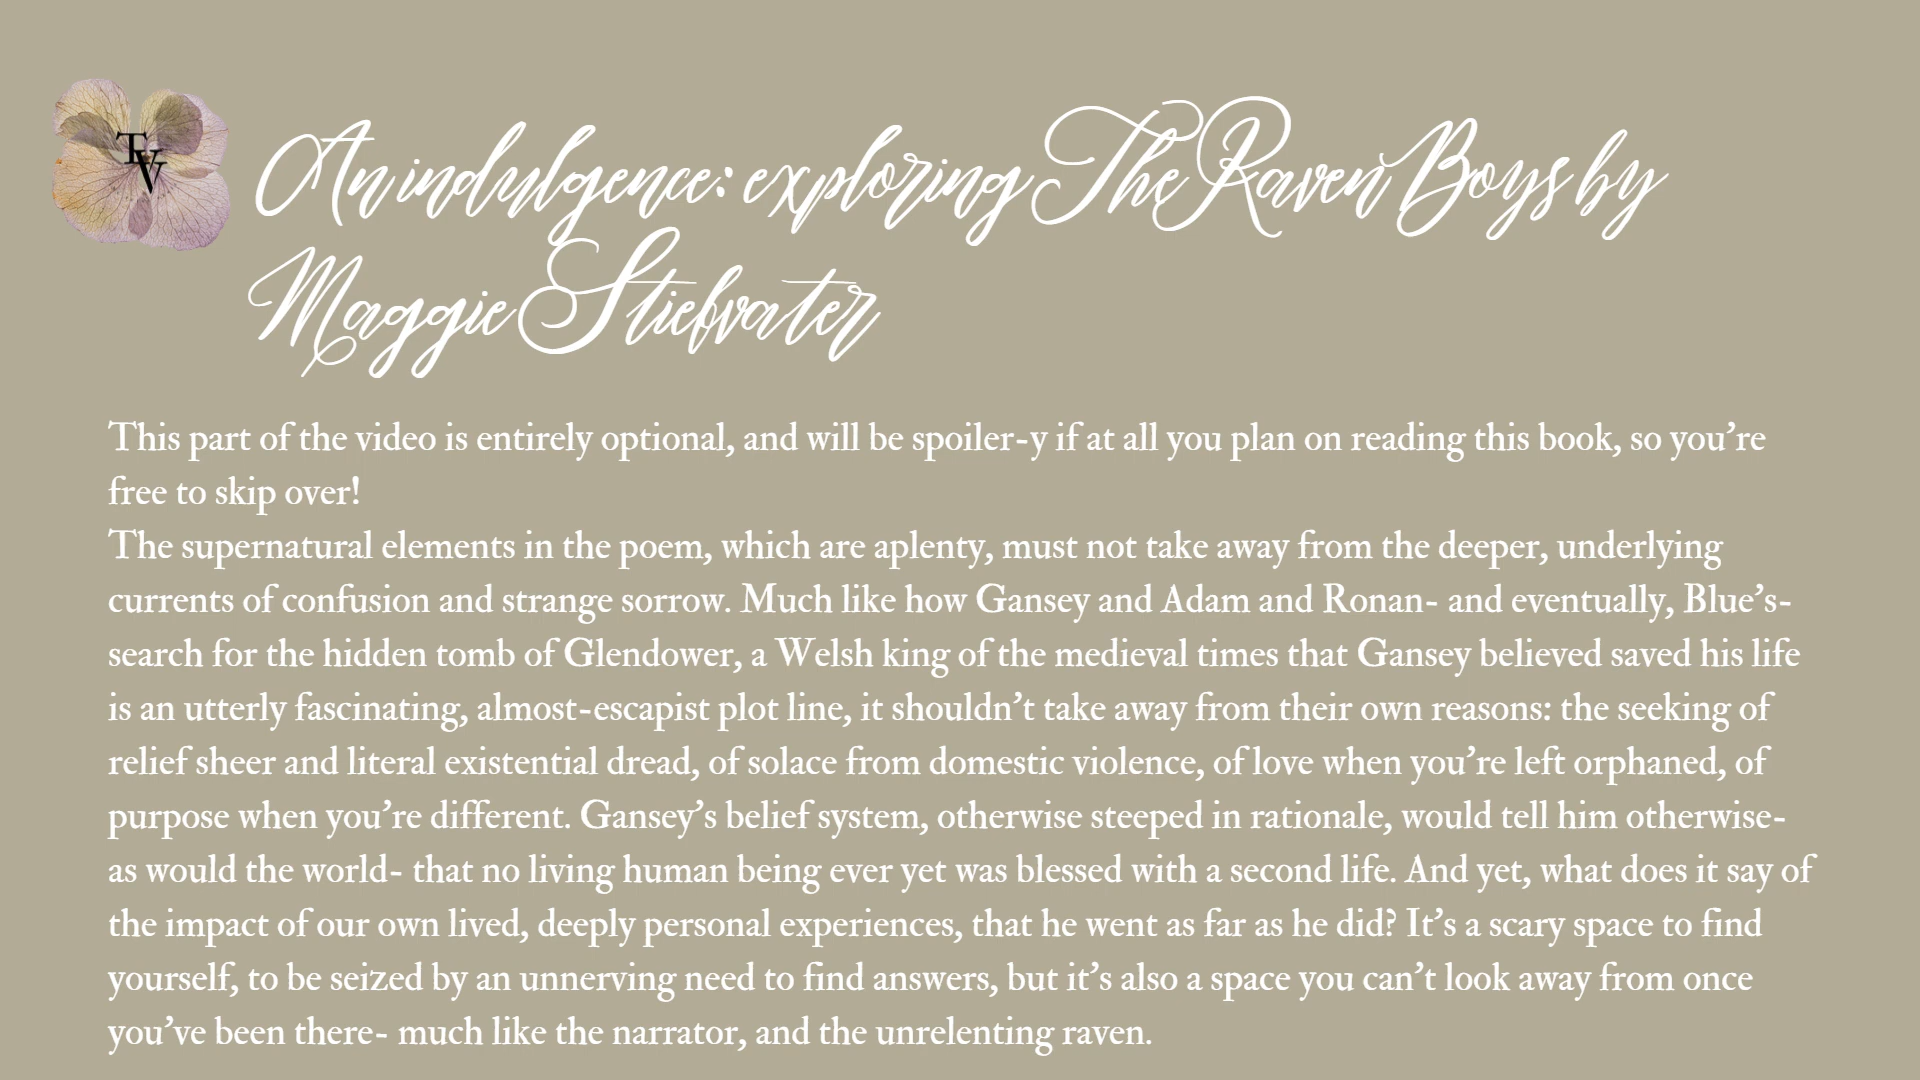 TV
An indulgence: exploring The Raven Boys by
Maggie Stiefvater
This part of the video is entirely optional, and will be spoiler-y if at all you plan on reading this book, so you’re
free to skip over!
The supernatural elements in the poem, which are aplenty, must not take away from the deeper, underlying
currents of confusion and strange sorrow. Much like how Gansey and Adam and Ronan- and eventually, Blue’s-
search for the hidden tomb of Glendower, a Welsh king of the medieval times that Gansey believed saved his life
is an utterly fascinating, almost-escapist plot line, it shouldn’t take away from their own reasons: the seeking of
relief sheer and literal existential dread, of solace from domestic violence, of love when you’re left orphaned, of
purpose when you’re different. Gansey’s belief system, otherwise steeped in rationale, would tell him otherwise-
as would the world- that no living human being ever yet was blessed with a second life. And yet, what does it say of
the impact of our own lived, deeply personal experiences, that he went as far as he did? It’s a scary space to find
yourself, to be seized by an unnerving need to find answers, but it’s also a space you can’t look away from once
you’ve been there- much like the narrator, and the unrelenting raven.